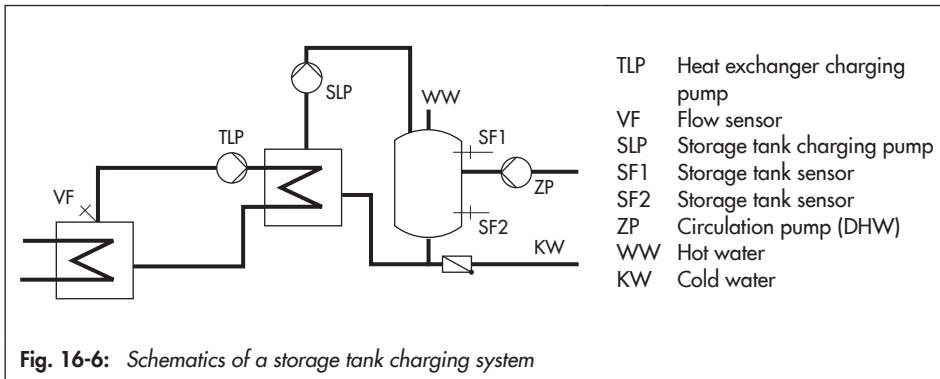 SLP
WW
TLP
SF1
ZP
VF
SF2
KW
TLP Heat exchanger charging
pump
VF Flow sensor
SLP Storage tank charging pump
SF1 Storage tank sensor
SF2 Storage tank sensor
ZP Circulation pump (DHW)
WW Hot water
KW Cold water
Fig. 16-6: Schematics of a storage tank charging system